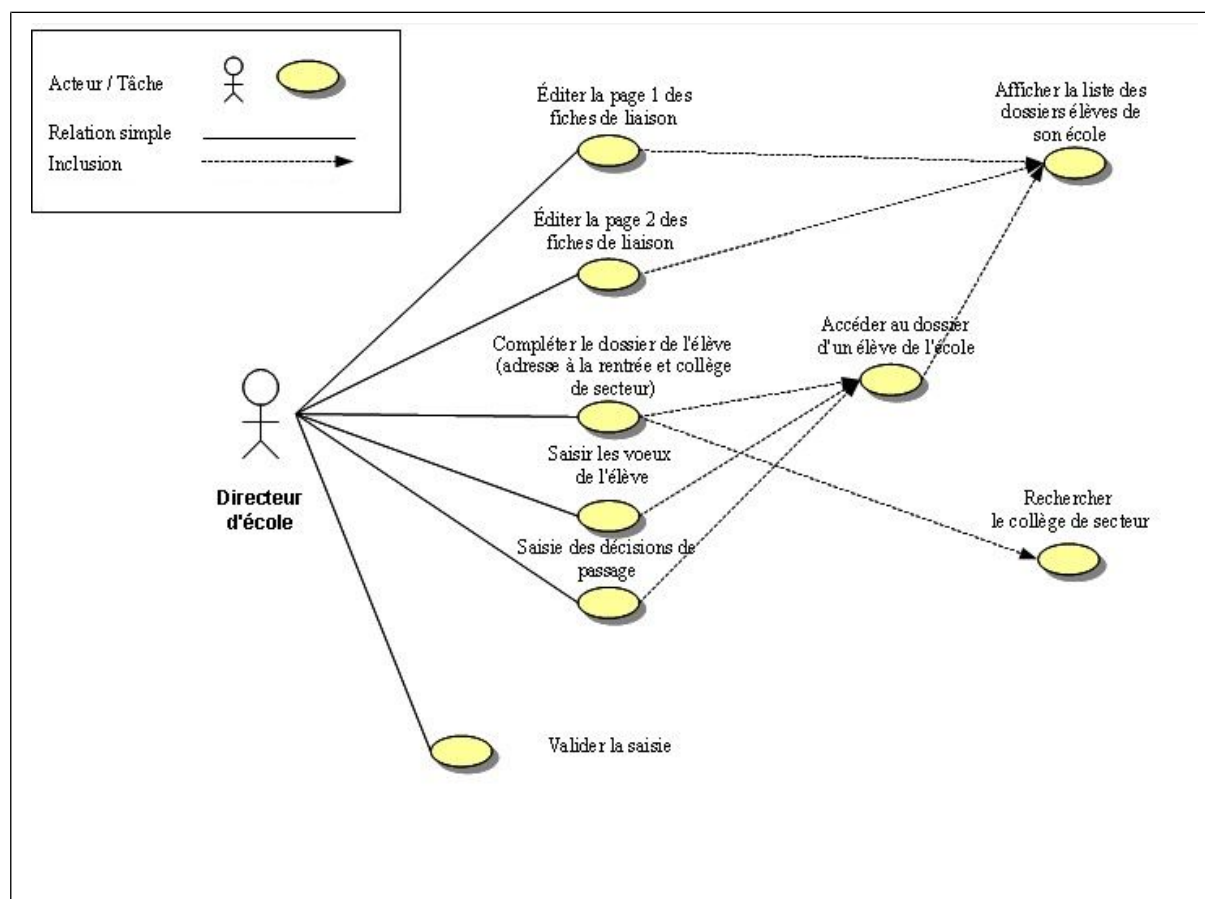 Acteur / Tâche
Relation simple
Inclusion
Éditer la page 1 des
fiches de liaison
Afficher la liste des
dossiers élèves de
son école
Éditer la page 2 des
fiches de liaison
Accéder au dossier
d'un élève de l'école
Compléter le dossier de l'élève
(adresse à la rentrée et collège
de secteur)
Saisir les voeux
de l'élève
Directeur
d'école
Rechercher
le collège de secteur
Saisie des décisions de
passage
Valider la saisie